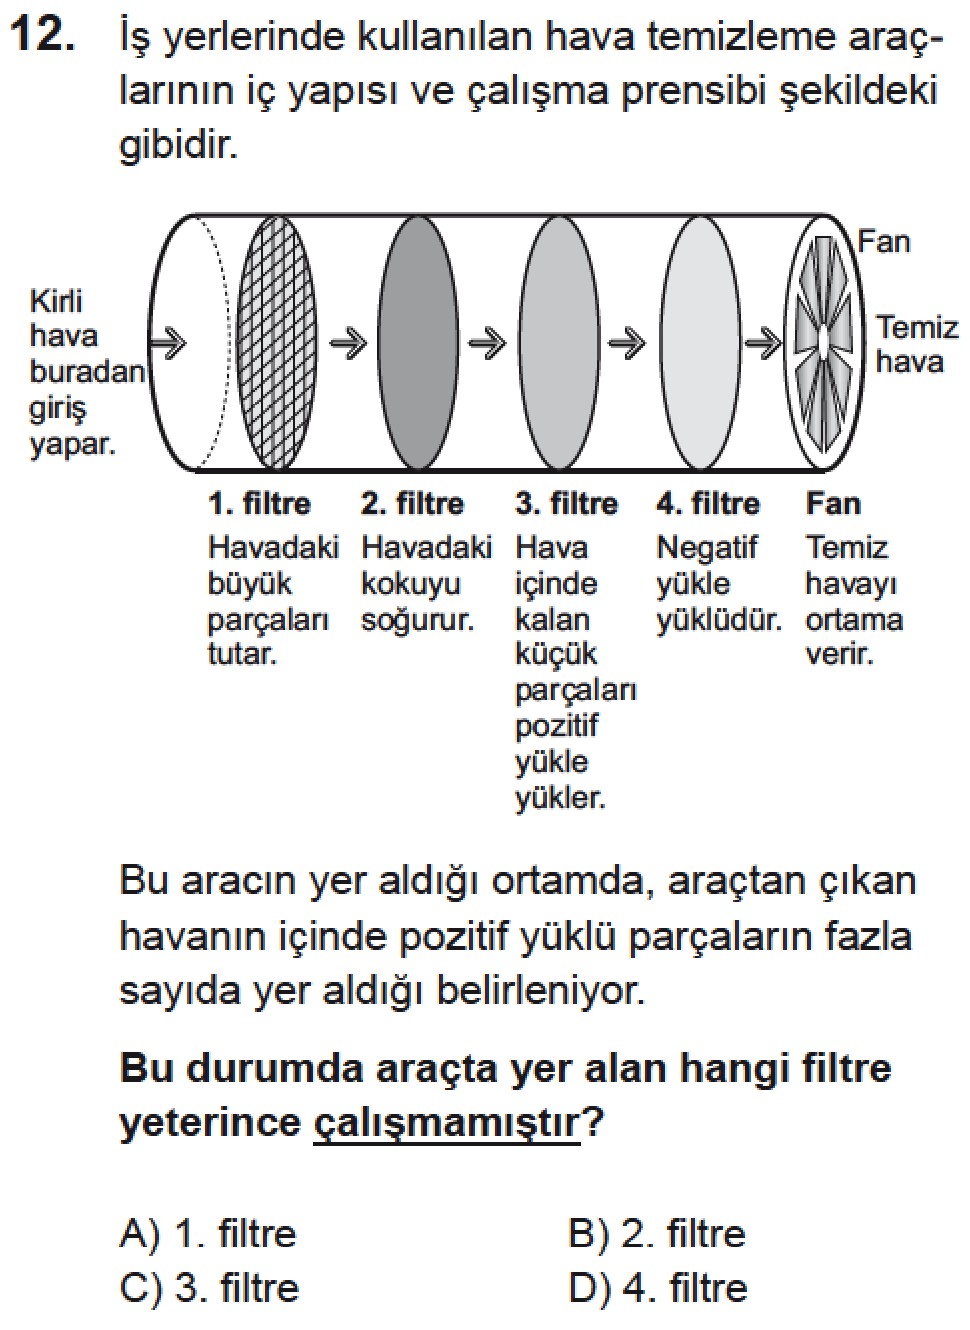 12. İş yerlerinde kullanılan hava temizleme araç-
larının iç yapısı ve çalışma prensibi şekildeki
gibidir.
Kirli
hava
buradan
giriş
yapar.
Fan
Temiz
hava
1. filtre
Havadaki
büyük
parçaları
tutar.
2. filtre
Havadaki
kokuyu
soğurur.
3. filtre
Hava
içinde
kalan
küçük
parçaları
pozitif
yükle
yükler.
4. filtre
Negatif
yükle
yüklüdür.
Fan
Temiz
havayı
ortama
verir.
Bu aracın yer aldığı ortamda, araçtan çıkan
havanın içinde pozitif yüklü parçaların fazla
sayıda yer aldığı belirleniyor.
Bu durumda araçta yer alan hangi filtre
yeterince çalışmamıştır?
A) 1. filtre
B) 2. filtre
C) 3. filtre
D) 4. filtre